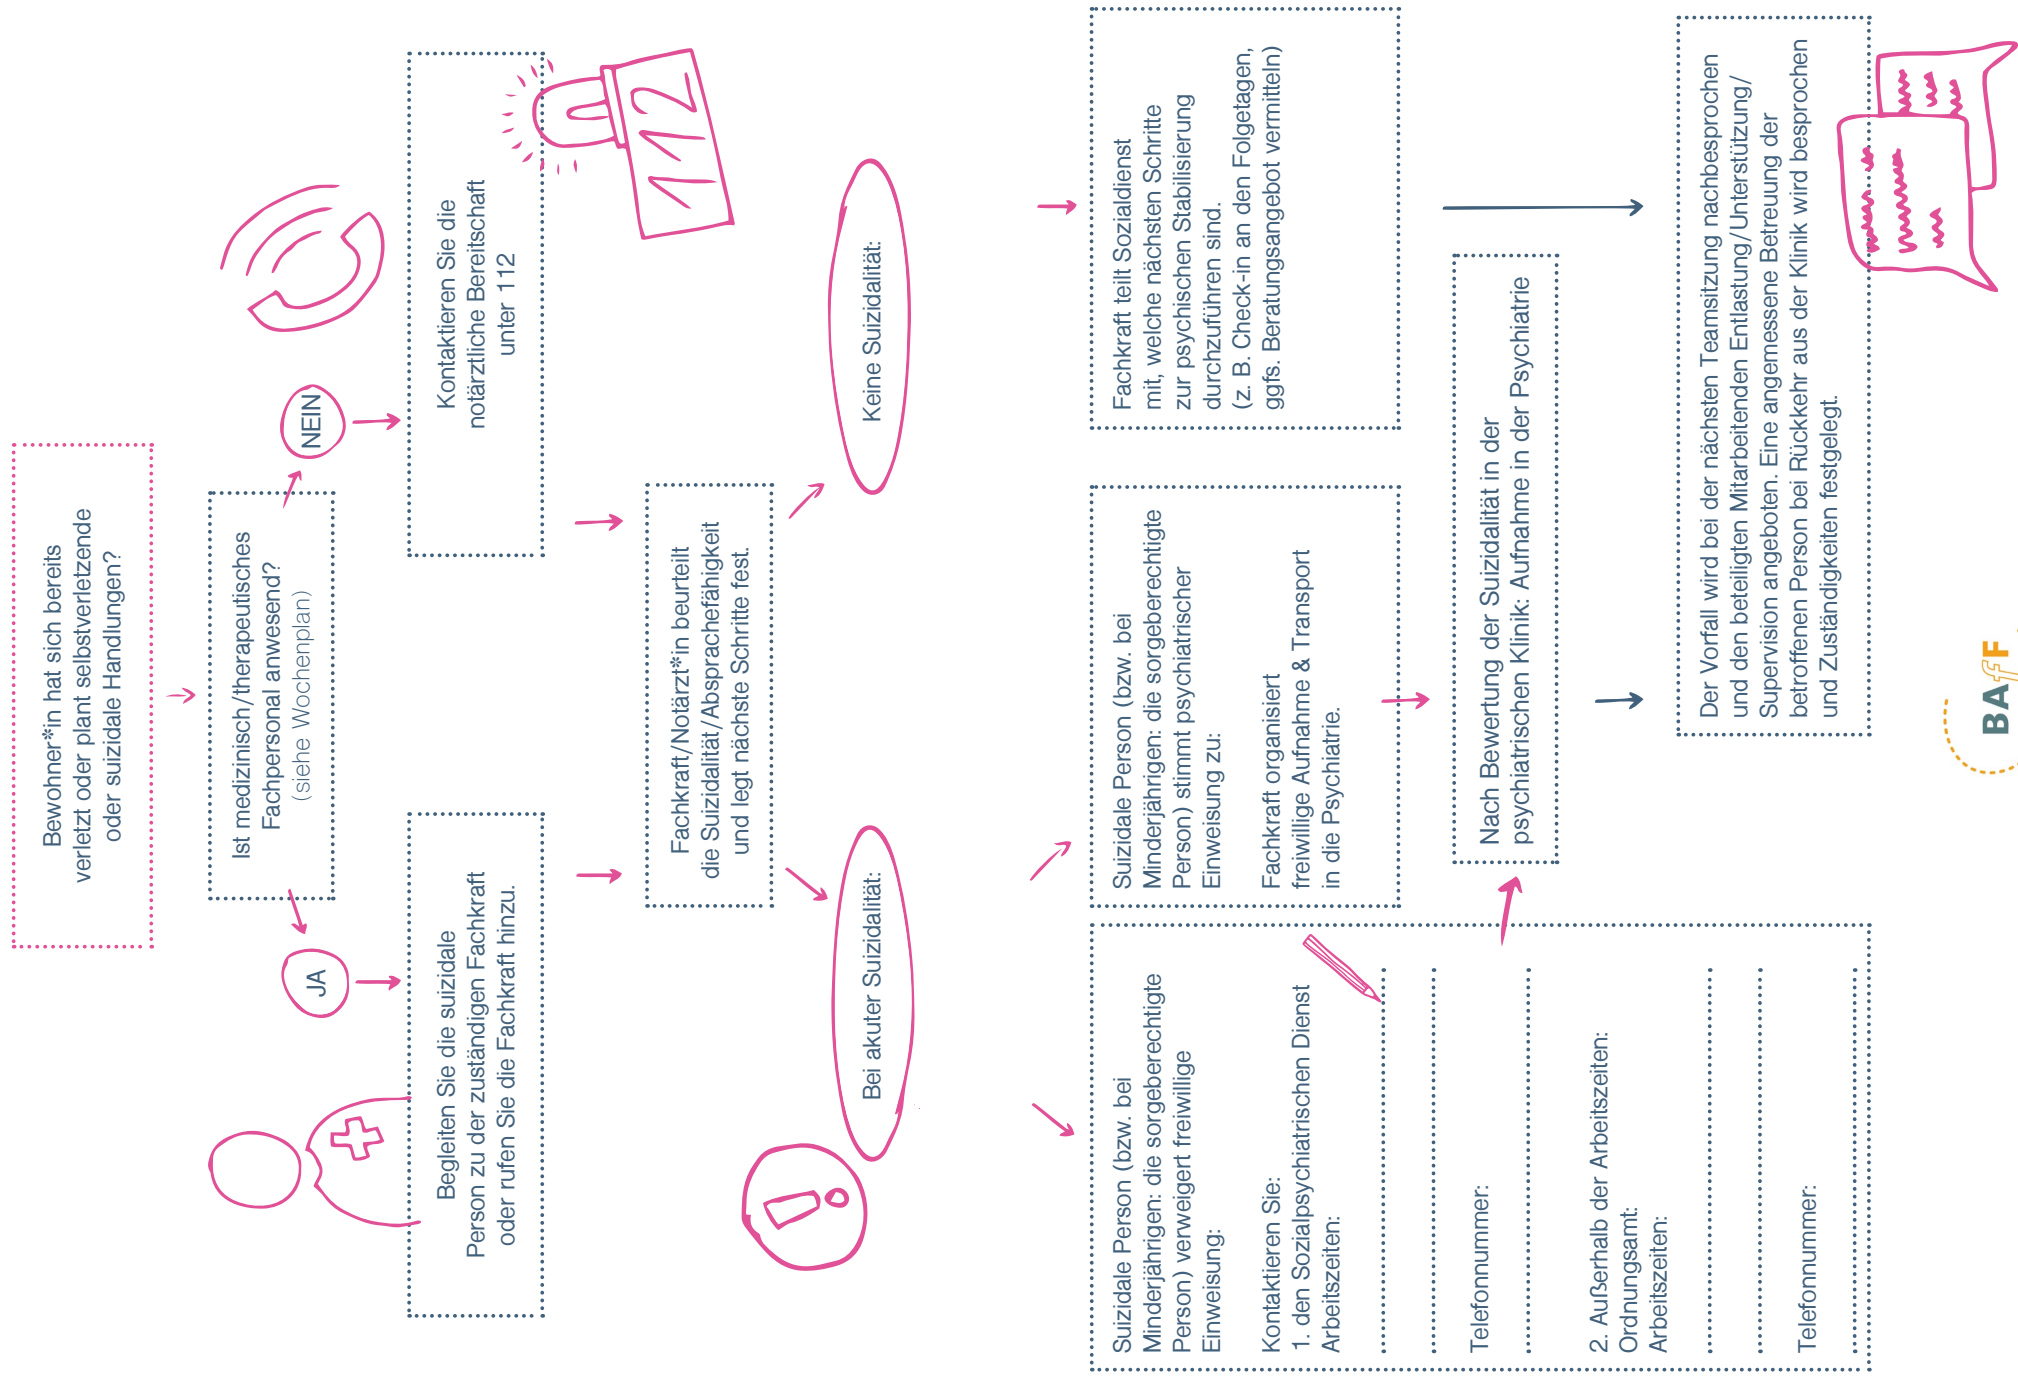 Bewohner*in hat sich bereits
verletzt oder plant selbstverletzende
oder suizidale Handlungen?
Ist medizinisch/therapeutisches
Fachpersonal anwesend?
(siehe Wochenplan)
JA
NEIN
Begleiten Sie die suizidale
Person zu der zuständigen Fachkraft
oder rufen Sie die Fachkraft hinzu.
Kontaktieren Sie die
notärztliche Bereitschaft
unter 112
112
Fachkraft/Notärzt*in beurteilt
die Suizidalität/Absprachefähigkeit
und legt nächste Schritte fest.
Bei akuter Suizidalität:
Keine Suizidalität:
Suizidale Person (bzw. bei
Minderjährigen: die sorgeberechtigte
Person) verweigert freiwillige
Einweisung:
Kontaktieren Sie:
1. den Sozialpsychiatrischen Dienst
Arbeitszeiten:
Telefonnummer:
2. Außerhalb der Arbeitszeiten:
Ordnungsamt:
Arbeitszeiten:
Telefonnummer:
Suizidale Person (bzw. bei
Minderjährigen: die sorgeberechtigte
Person) stimmt psychiatrischer
Einweisung zu:
Fachkraft organisiert
freiwillige Aufnahme & Transport
in die Psychiatrie.
Fachkraft teilt Sozialdienst
mit, welche nächsten Schritte
zur psychischen Stabilisierung
durchzuführen sind.
(z. B. Check-in an den Folgetagen,
ggfs. Beratungsangebot vermitteln)
Nach Bewertung der Suizidalität in der
psychiatrischen Klinik: Aufnahme in der Psychiatrie
Der Vorfall wird bei der nächsten Teamsitzung nachbesprochen
und den beteiligten Mitarbeitenden Entlastung/Unterstützung/
Supervision angeboten. Eine angemessene Betreuung der
betroffenen Person bei Rückkehr aus der Klinik wird besprochen
und Zuständigkeiten festgelegt.
BAfF